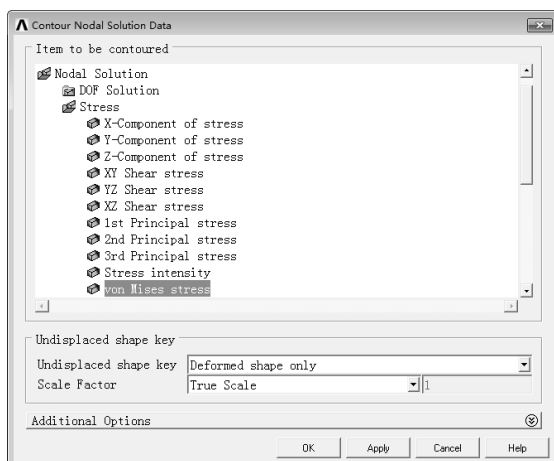 Contour Nodal Solution Data
Item to be contoured
Nodal Solution
DOF Solution
Stress
X-Component of stress
Y-Component of stress
Z-Component of stress
XY Shear stress
YZ Shear stress
XZ Shear stress
1st Principal stress
2nd Principal stress
3rd Principal stress
Stress intensity
von Mises stress
Undisplaced shape key
Undisplaced shape key Deformed shape only
Scale Factor True Scale 1
Additional Options
OK Apply Cancel Help